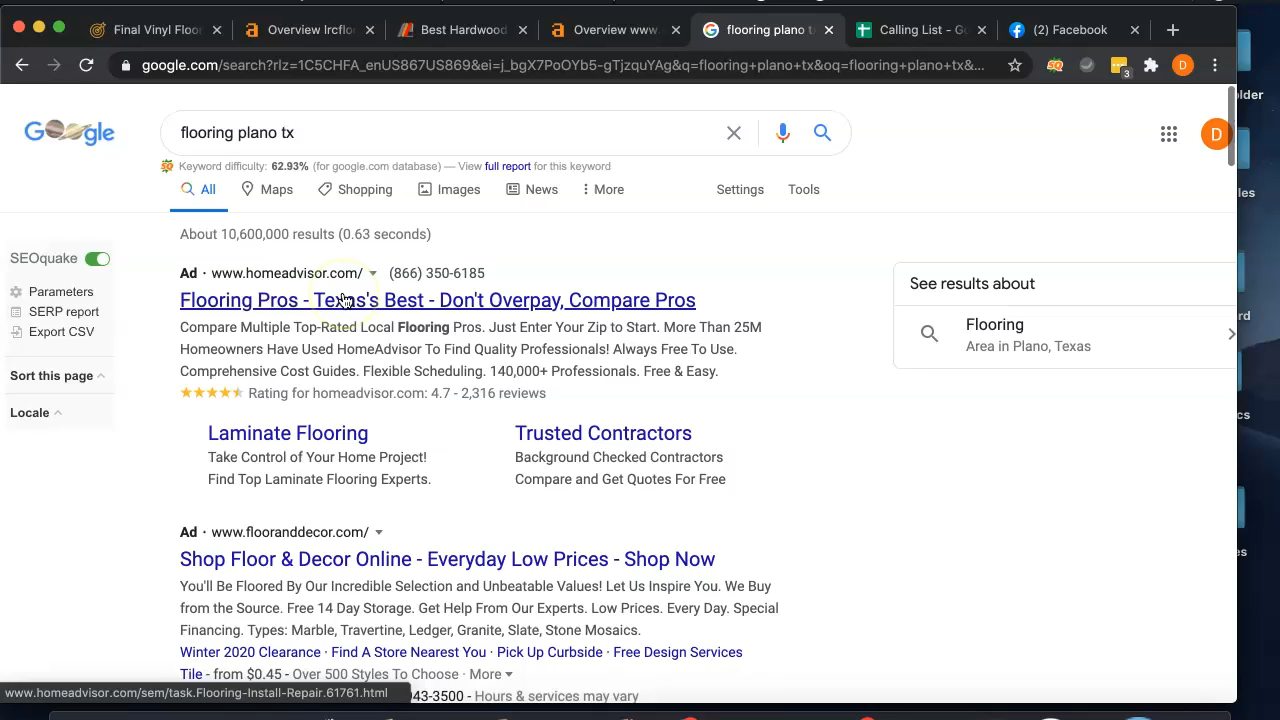 Final Vinyl Floor
Overview lrcflor
Best Hardwood
Overview www.
flooring plano t
Calling List - Go
(2) Facebook
google.com/search?rlz=1C5CHFA_enUS867US869&ei=j_bgX7PoOYb5-gTjzquYAg&q=flooring+plano+tx&oq=flooring+plano+tx&...
3
D
older
Google
flooring plano tx
D
Keyword difficulty: 62.93% (for google.com database) — View full report for this keyword
All
Maps
Shopping
Images
News
More
Settings
Tools
les
About 10,600,000 results (0.63 seconds)
SEOquake
Parameters
SERP report
Export CSV
Sort this page
Locale
Ad · www.homeadvisor.com/ (866) 350-6185
Flooring Pros - Texas's Best - Don't Overpay, Compare Pros
Compare Multiple Top-Rated Local Flooring Pros. Just Enter Your Zip to Start. More Than 25M
Homeowners Have Used HomeAdvisor To Find Quality Professionals! Always Free To Use.
Comprehensive Cost Guides. Flexible Scheduling. 140,000+ Professionals. Free & Easy.
Rating for homeadvisor.com: 4.7 - 2,316 reviews
Laminate Flooring
Take Control of Your Home Project!
Find Top Laminate Flooring Experts.
Trusted Contractors
Background Checked Contractors
Compare and Get Quotes For Free
See results about
Flooring
Area in Plano, Texas
rd
cs
es
Ad · www.flooranddecor.com/
Shop Floor & Decor Online - Everyday Low Prices - Shop Now
You'll Be Floored By Our Incredible Selection and Unbeatable Values! Let Us Inspire You. We Buy
from the Source. Free 14 Day Storage. Get Help From Our Experts. Low Prices. Every Day. Special
Financing. Types: Marble, Travertine, Ledger, Granite, Slate, Stone Mosaics.
Winter 2020 Clearance · Find A Store Nearest You · Pick Up Curbside · Free Design Services
Tile - from $0.45 - Over 500 Styles To Choose · More
www.homeadvisor.com/sem/task.Flooring-Install-Repair.61761.html
943-3500 - Hours & services may vary